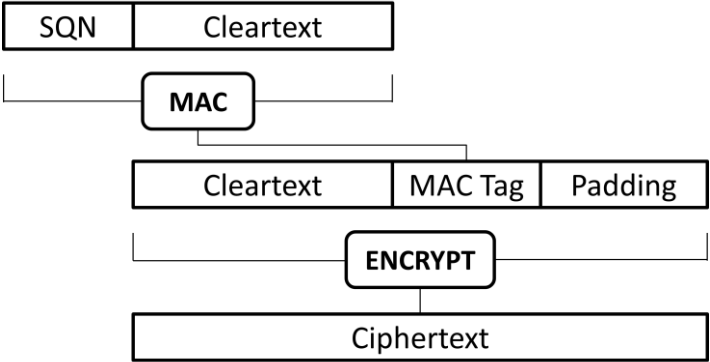 SQN Cleartext
MAC
Cleartext MAC Tag Padding
ENCRYPT
Ciphertext